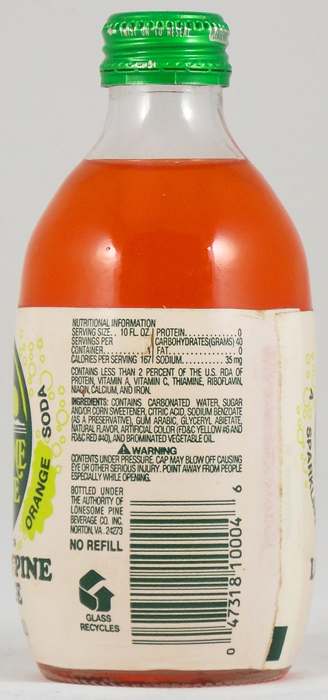 TWIST ON TO RESEAL
NUTRITIONAL INFORMATION
SERVING SIZE.. 10 FL. OZ. PROTEIN..............0
SERVINGS PER CARBOHYDRATES(GRAMS) 40
CONTAINER..........1 FAT....................0
CALORIES PER SERVING 167 SODIUM............35 mg
CONTAINS LESS THAN 2 PERCENT OF THE U.S. RDA OF
PROTEIN, VITAMIN A, VITAMIN C, THIAMINE, RIBOFLAVIN,
NIACIN, CALCIUM, AND IRON.
INGREDIENTS: CONTAINS CARBONATED WATER, SUGAR
AND/OR CORN SWEETENER, CITRIC ACID, SODIUM BENZOATE
(AS A PRESERVATIVE), GUM ARABIC, GLYCERYL ABIETATE,
NATURAL FLAVOR, ARTIFICIAL COLOR (FD&C YELLOW #6 AND
FD&C RED #40), AND BROMINATED VEGETABLE OIL.
WARNING
CONTENTS UNDER PRESSURE. CAP MAY BLOW OFF CAUSING
EYE OR OTHER SERIOUS INJURY. POINT AWAY FROM PEOPLE
ESPECIALLY WHILE OPENING.
BOTTLED UNDER
THE AUTHORITY OF
LONESOME PINE
BEVERAGE CO. INC.
NORTON, VA. 24273
NO REFILL
GLASS
RECYCLES
0 47318 10004 6
ORANGE SODA
PINE
E
A
SPARK
L